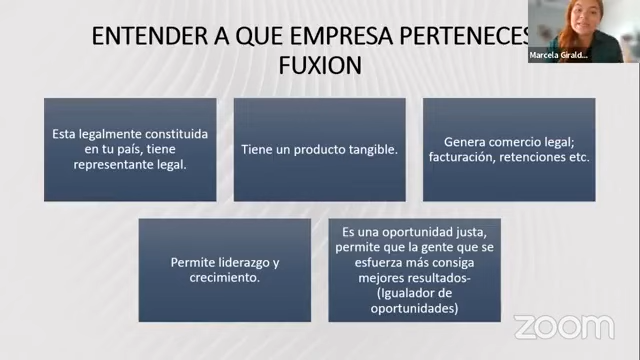 ENTENDER A QUE EMPRESA PERTENECES
FUXION
Marcela Girald...
Esta legalmente constituida
en tu país, tiene
representante legal.
Tiene un producto tangible.
Genera comercio legal;
facturación, retenciones etc.
Permite liderazgo y
crecimiento.
Es una oportunidad justa,
permite que la gente que se
esfuerza más consiga
mejores resultados-
(Igualador de
oportunidades)
zoom